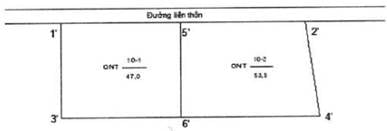 Đường liên thôn
1' 5' 2'
ONT 10-1 47,0
ONT 10-2 53,3
3' 6' 4'